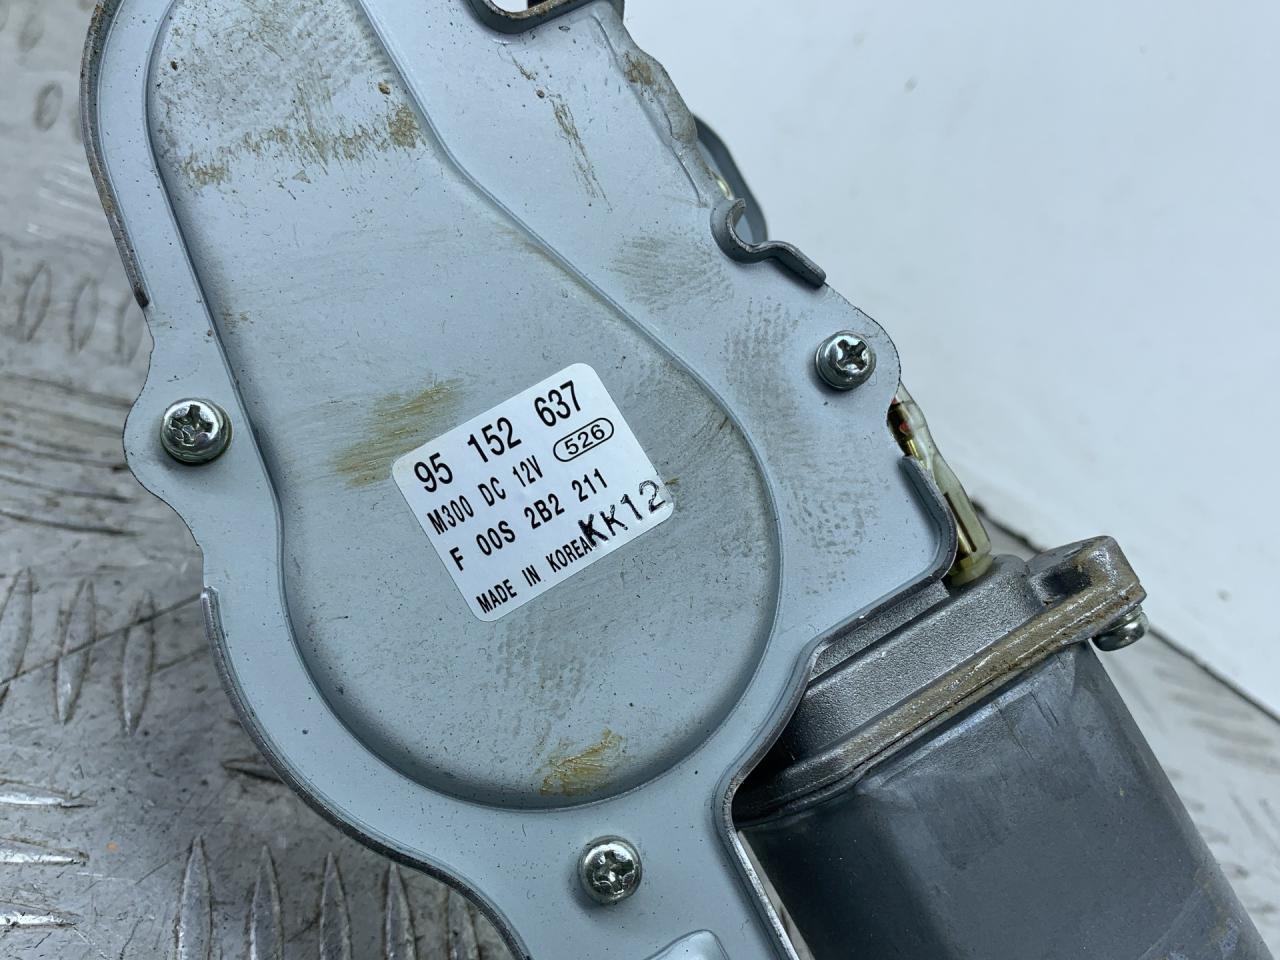 95 152 637
M300 DC 12V 526
F 00S 2B2 211
MADE IN KOREA KK12